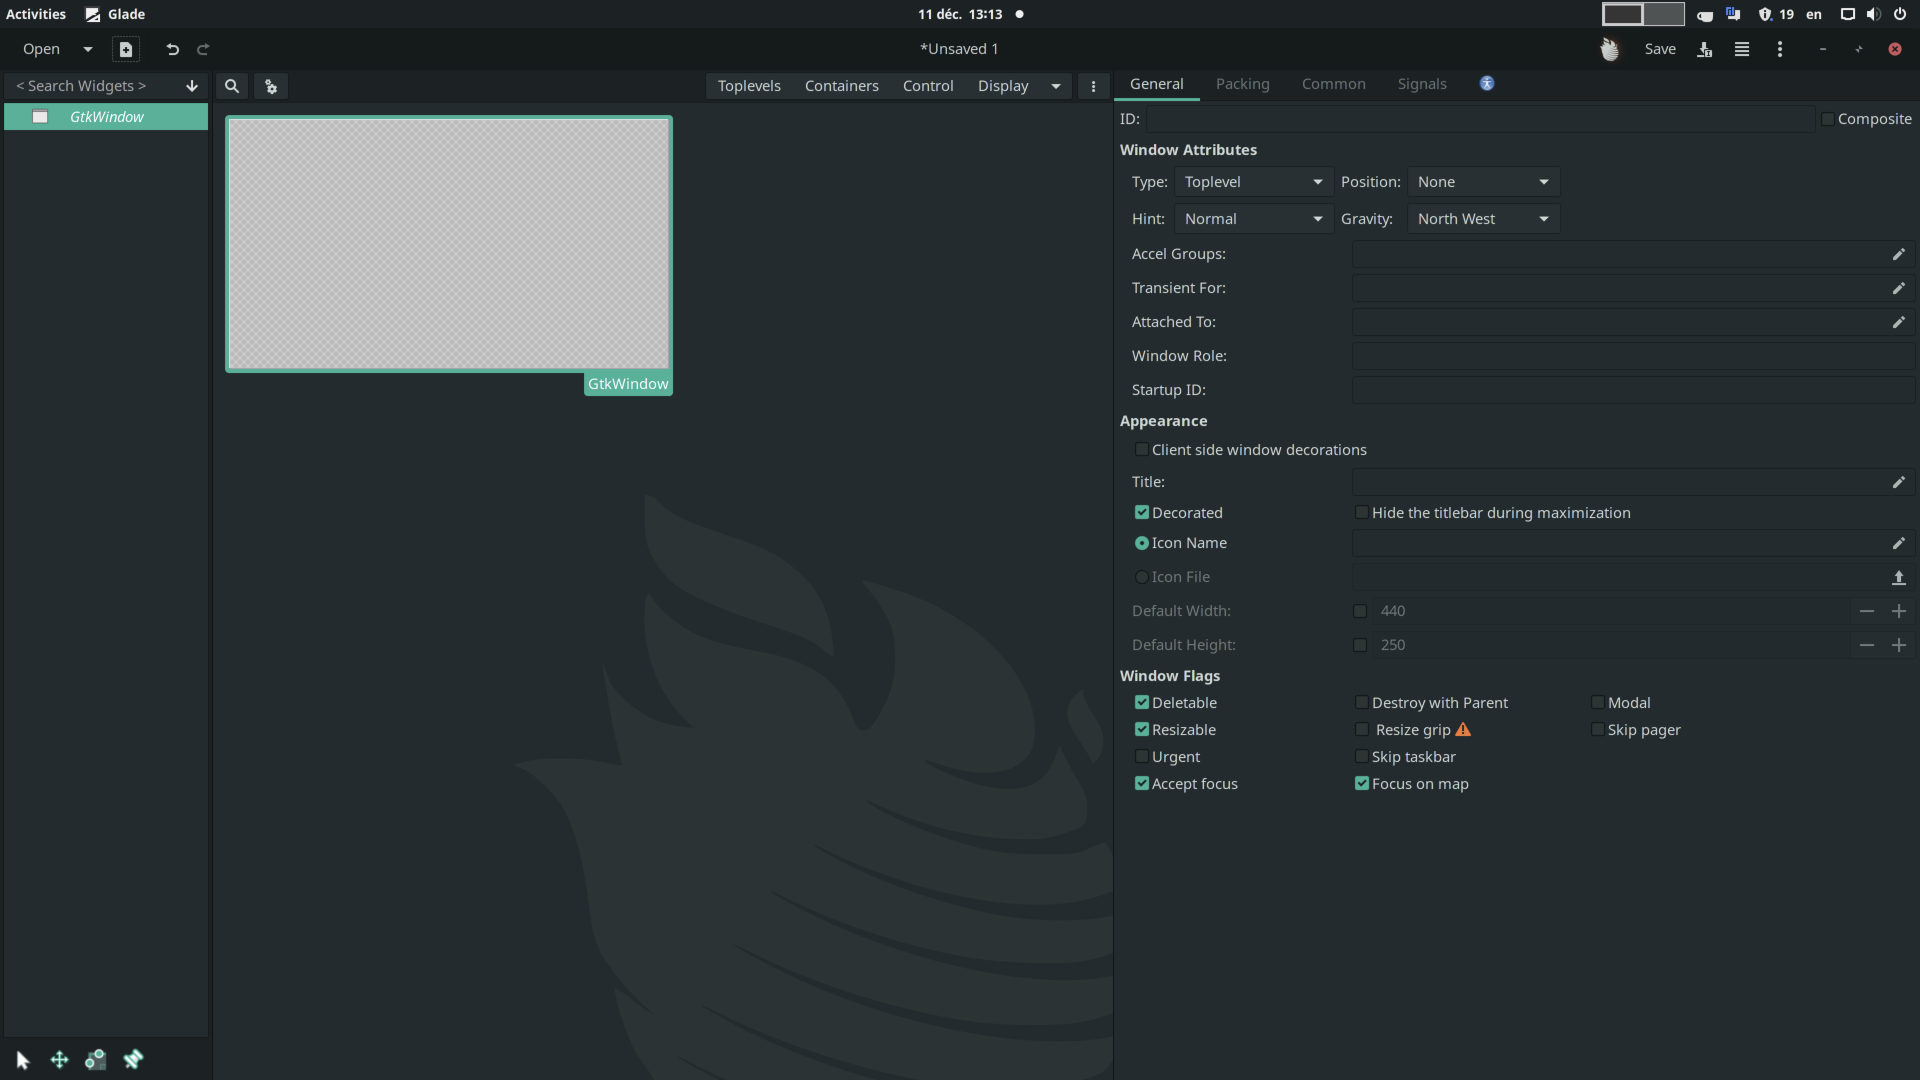 Activities Glade 11 déc. 13:13 19 en
Open *Unsaved 1 Save
< Search Widgets > Toplevels Containers Control Display General Packing Common Signals
GtkWindow
GtkWindow
ID: Composite
Window Attributes
Type: Toplevel Position: None
Hint: Normal Gravity: North West
Accel Groups:
Transient For:
Attached To:
Window Role:
Startup ID:
Appearance
Client side window decorations
Title:
Decorated Hide the titlebar during maximization
Icon Name
Icon File
Default Width: 440
Default Height: 250
Window Flags
Deletable Destroy with Parent Modal
Resizable Resize grip Skip pager
Urgent Skip taskbar
Accept focus Focus on map